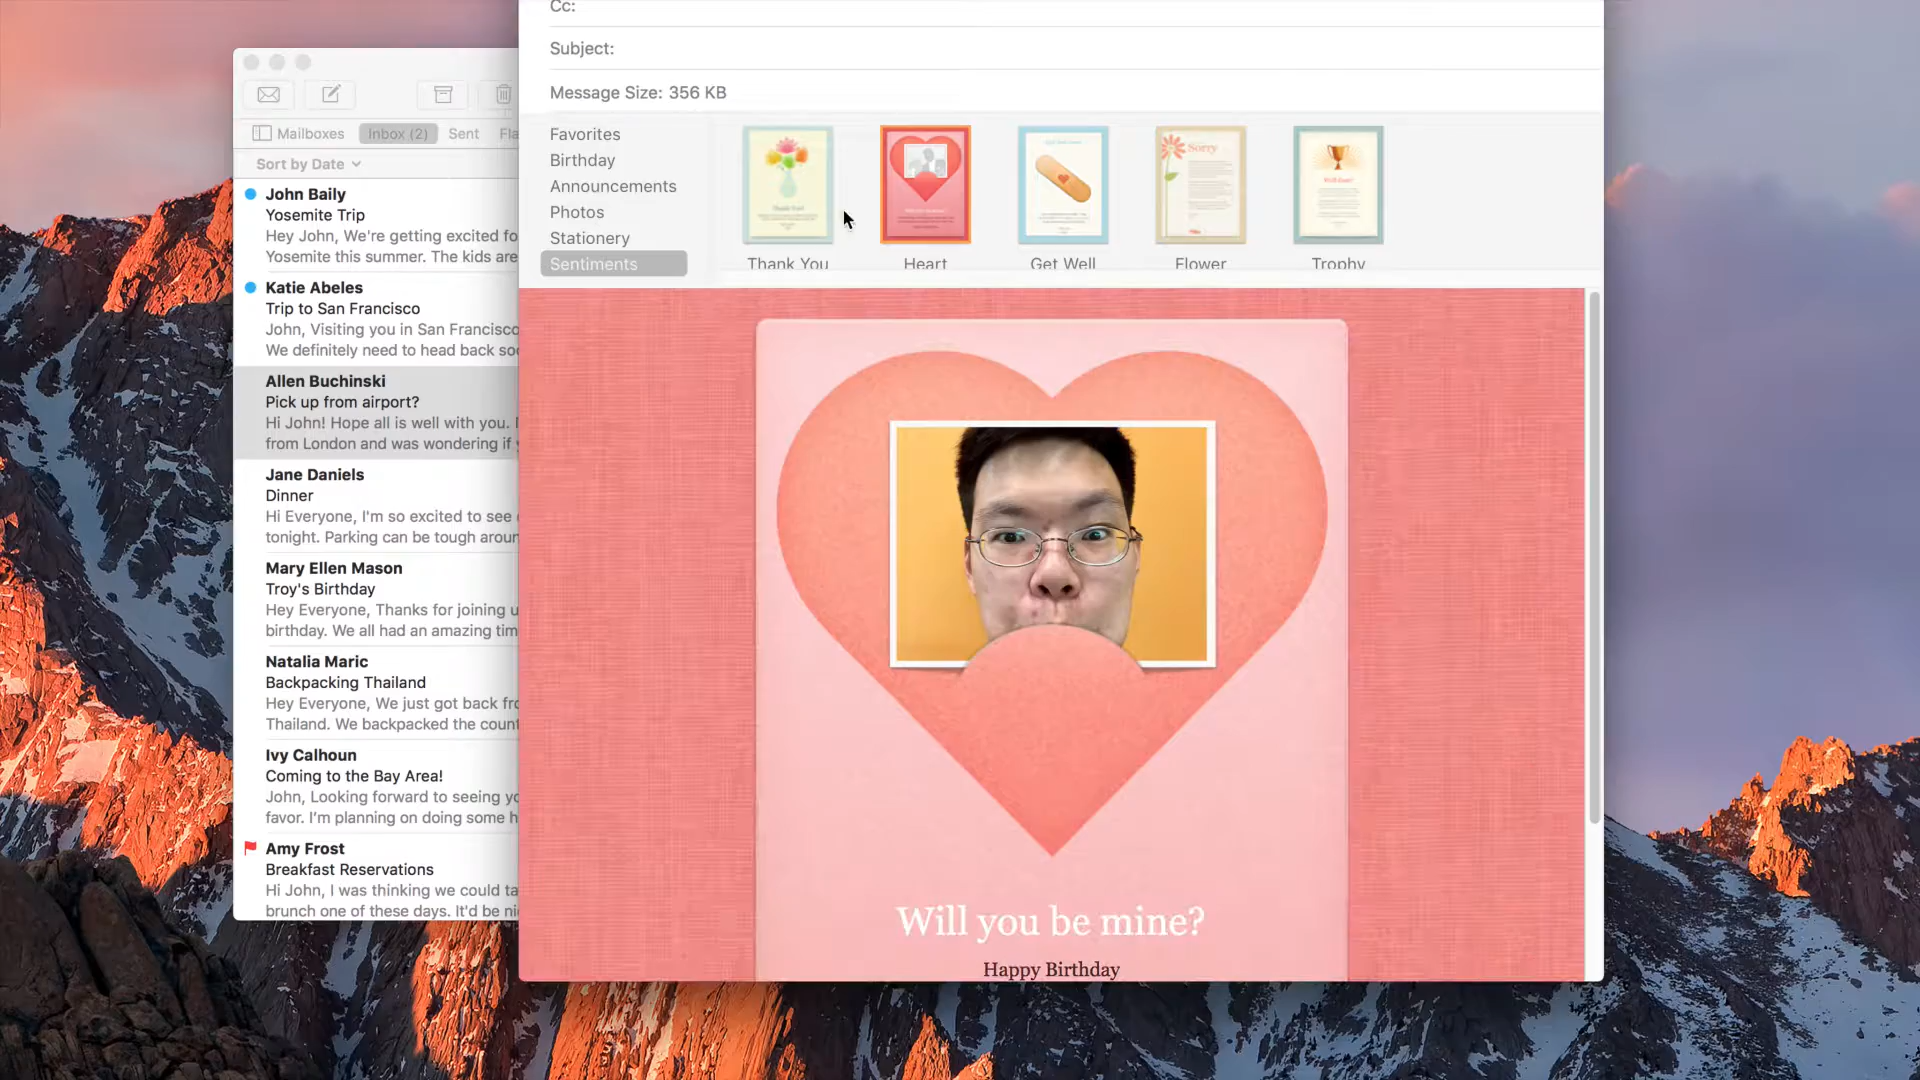 Mailboxes
Inbox (2)
Sent
Fla
Sort by Date
John Baily
Yosemite Trip
Hey John, We're getting excited fo
Yosemite this summer. The kids are
Katie Abeles
Trip to San Francisco
John, Visiting you in San Francisco
We definitely need to head back so
Allen Buchinski
Pick up from airport?
Hi John! Hope all is well with you.
from London and was wondering if
Jane Daniels
Dinner
Hi Everyone, I'm so excited to see
tonight. Parking can be tough aroun
Mary Ellen Mason
Troy's Birthday
Hey Everyone, Thanks for joining u
birthday. We all had an amazing tim
Natalia Maric
Backpacking Thailand
Hey Everyone, We just got back fro
Thailand. We backpacked the count
Ivy Calhoun
Coming to the Bay Area!
John, Looking forward to seeing yo
favor. I'm planning on doing some h
Amy Frost
Breakfast Reservations
Hi John, I was thinking we could ta
brunch one of these days. It'd be ni
Cc:
Subject:
Message Size: 356 KB
Favorites
Birthday
Announcements
Photos
Stationery
Sentiments
Sorry
Thank You
Heart
Get Well
Flower
Trophy
Will you be mine?
Happy Birthday